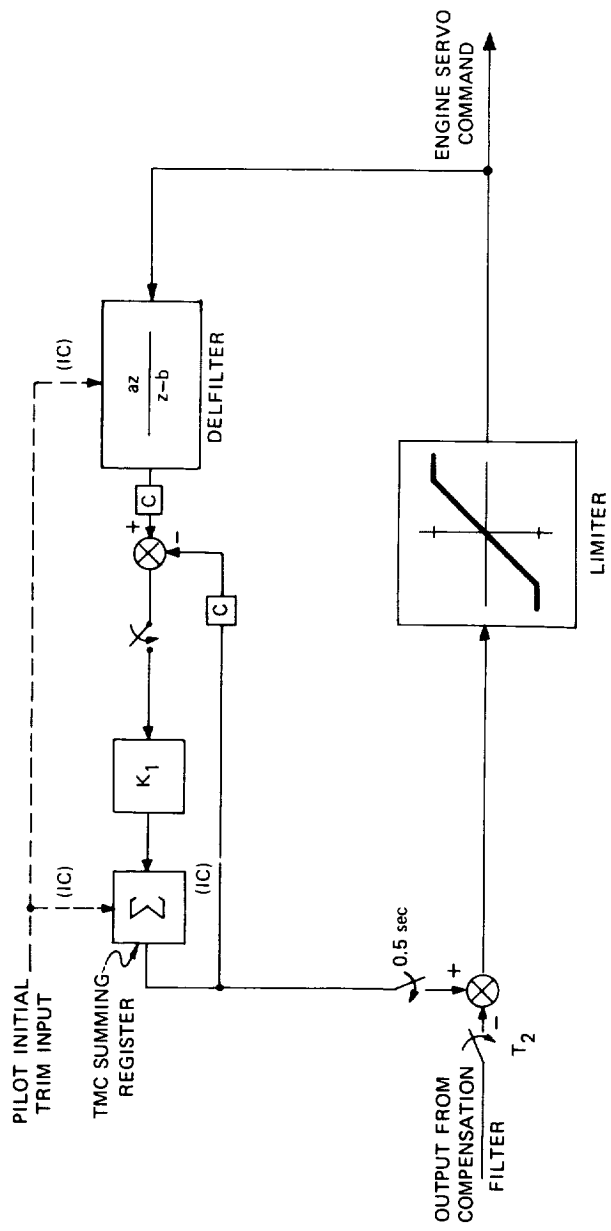 PILOT INITIAL
TRIM INPUT
(IC)
(IC)
TMC SUMMING
REGISTER
Σ
(IC)
K1
C
+
−
C
az
z−b
DELFILTER
0.5 sec
+
−
T2
OUTPUT FROM
COMPENSATION
FILTER
LIMITER
ENGINE SERVO
COMMAND